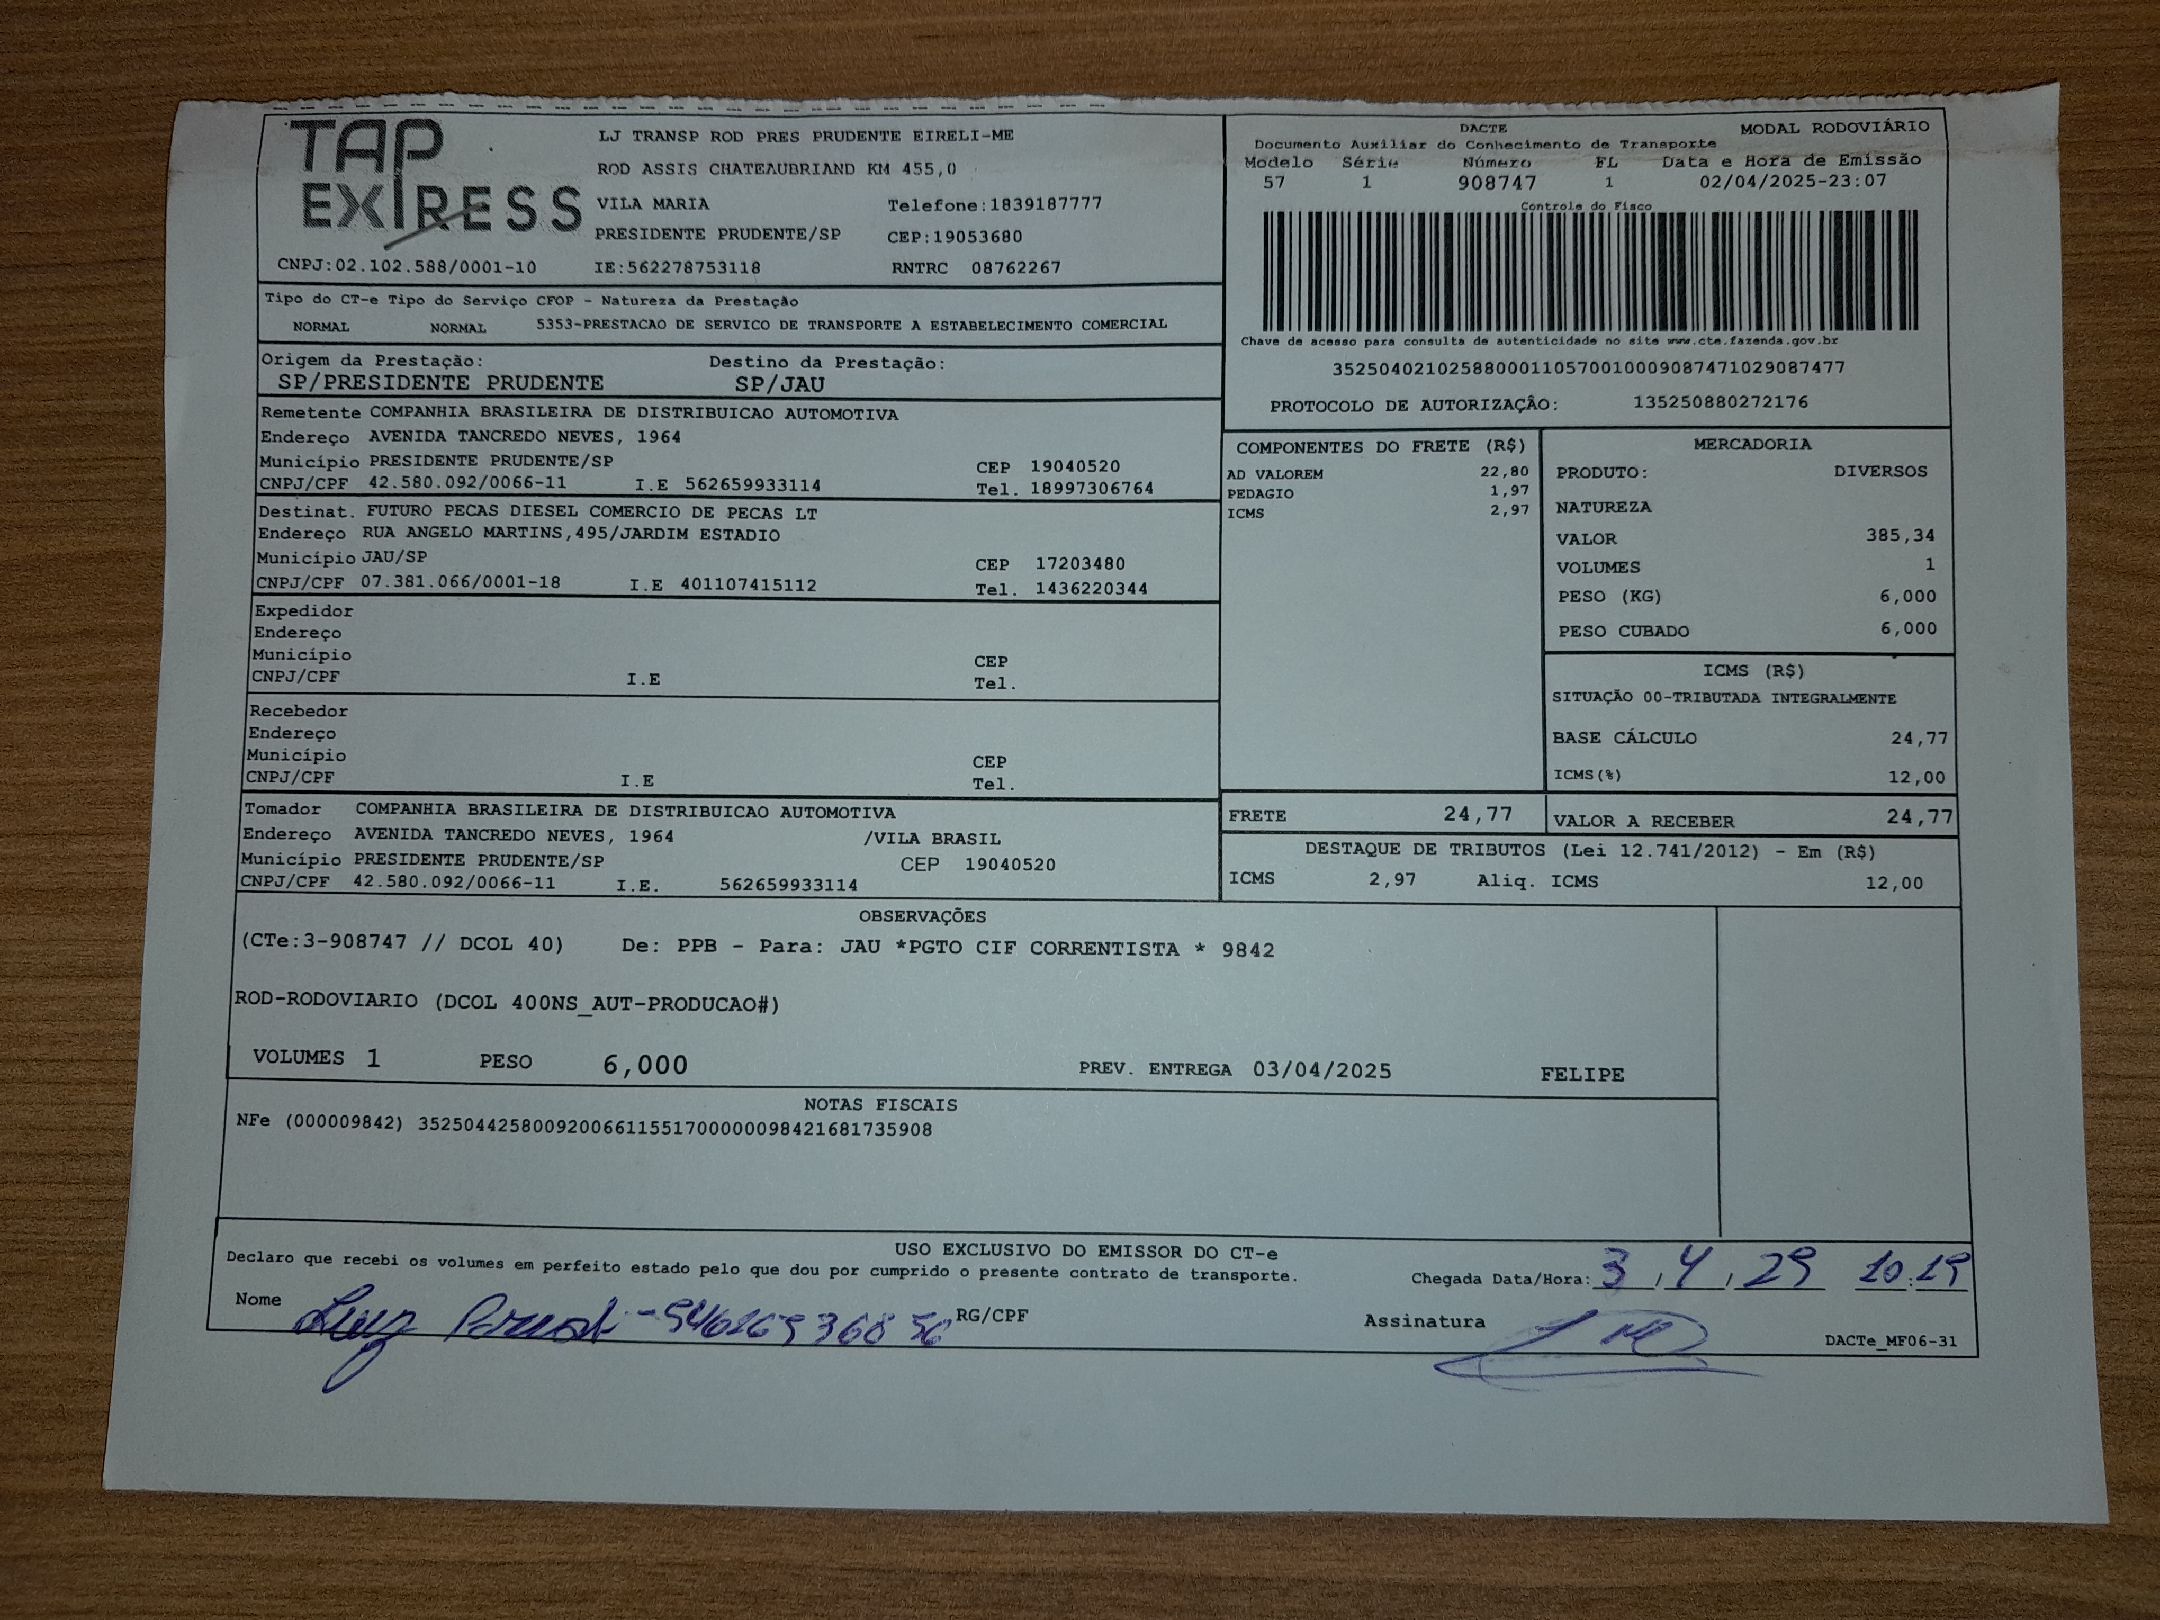 TAP EXPRESS
LJ TRANSP ROD PRES PRUDENTE EIRELI-ME
ROD ASSIS CHATEAUBRIAND KM 455,0
VILA MARIA Telefone:1839187777
PRESIDENTE PRUDENTE/SP CEP:19053680
CNPJ:02.102.588/0001-10 IE:562278753118 RNTRC 08762267
DACTE MODAL RODOVIÁRIO
Documento Auxiliar do Conhecimento de Transporte
Modelo Série Número FL Data e Hora de Emissão
57 1 908747 1 02/04/2025-23:07
Controle do Fisco
Chave de acesso para consulta de autenticidade no site www.cte.fazenda.gov.br
35250402102588000110570010009087471029087477
PROTOCOLO DE AUTORIZAÇÃO: 135250880272176
Tipo do CT-e Tipo do Serviço CFOP - Natureza da Prestação
NORMAL NORMAL 5353-PRESTACAO DE SERVICO DE TRANSPORTE A ESTABELECIMENTO COMERCIAL
Origem da Prestação: Destino da Prestação:
SP/PRESIDENTE PRUDENTE SP/JAU
Remetente COMPANHIA BRASILEIRA DE DISTRIBUICAO AUTOMOTIVA
Endereço AVENIDA TANCREDO NEVES, 1964
Município PRESIDENTE PRUDENTE/SP CEP 19040520
CNPJ/CPF 42.580.092/0066-11 I.E 562659933114 Tel. 18997306764
Destinat. FUTURO PECAS DIESEL COMERCIO DE PECAS LT
Endereço RUA ANGELO MARTINS,495/JARDIM ESTADIO
Município JAU/SP CEP 17203480
CNPJ/CPF 07.381.066/0001-18 I.E 401107415112 Tel. 1436220344
Expedidor
Endereço
Município CEP
CNPJ/CPF I.E Tel.
Recebedor
Endereço
Município CEP
CNPJ/CPF I.E Tel.
Tomador COMPANHIA BRASILEIRA DE DISTRIBUICAO AUTOMOTIVA
Endereço AVENIDA TANCREDO NEVES, 1964 /VILA BRASIL
Município PRESIDENTE PRUDENTE/SP CEP 19040520
CNPJ/CPF 42.580.092/0066-11 I.E. 562659933114
COMPONENTES DO FRETE (R$)
AD VALOREM 22,80
PEDAGIO 1,97
ICMS 2,97
MERCADORIA
PRODUTO: DIVERSOS
NATUREZA
VALOR 385,34
VOLUMES 1
PESO (KG) 6,000
PESO CUBADO 6,000
ICMS (R$)
SITUAÇÃO 00-TRIBUTADA INTEGRALMENTE
BASE CÁLCULO 24,77
ICMS(%) 12,00
FRETE 24,77 VALOR A RECEBER 24,77
DESTAQUE DE TRIBUTOS (Lei 12.741/2012) - Em (R$)
ICMS 2,97 Aliq. ICMS 12,00
OBSERVAÇÕES
(CTe:3-908747 // DCOL 40) De: PPB - Para: JAU *PGTO CIF CORRENTISTA * 9842
ROD-RODOVIARIO (DCOL 400NS_AUT-PRODUCAO#)
VOLUMES 1 PESO 6,000 PREV. ENTREGA 03/04/2025 FELIPE
NOTAS FISCAIS
NFe (000009842) 35250442580092006611551700000098421681735908
USO EXCLUSIVO DO EMISSOR DO CT-e
Declaro que recebi os volumes em perfeito estado pelo que dou por cumprido o presente contrato de transporte.
Chegada Data/Hora: 3 / 4 / 29 10:19
Nome Luiz RG/CPF
Assinatura
DACTe_MF06-31